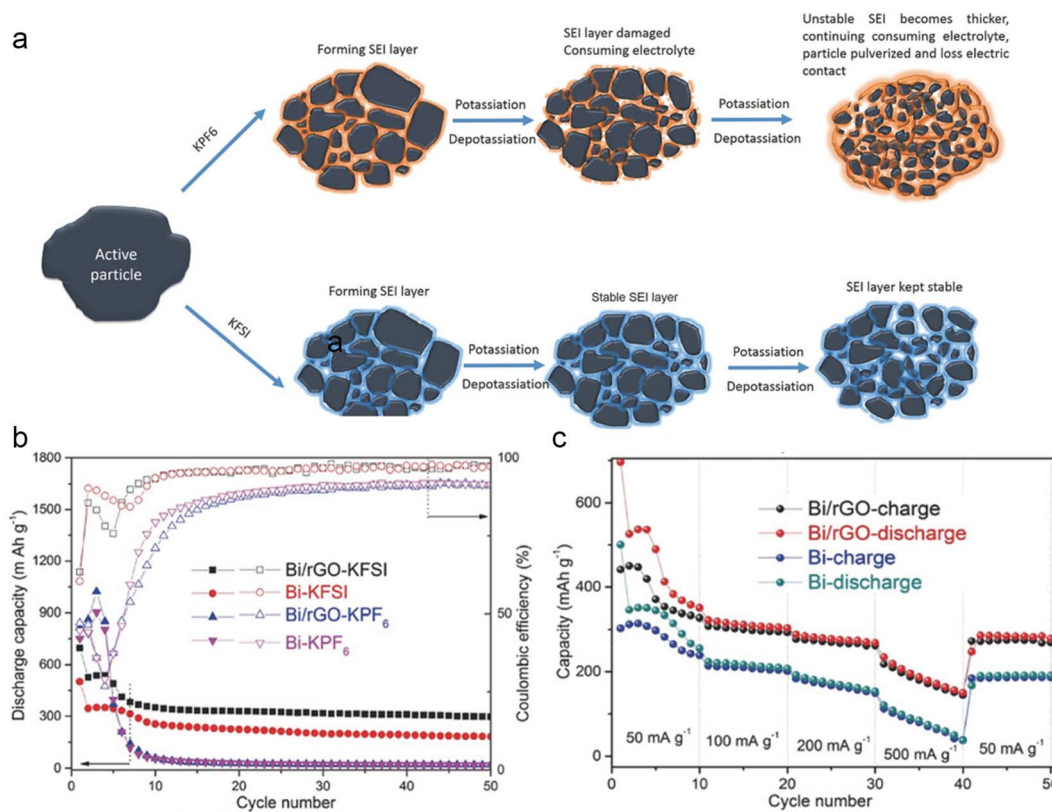 a
Forming SEI layer
SEI layer damaged
Consuming electrolyte
Unstable SEI becomes thicker,
continuing consuming electrolyte,
particle pulverized and loss electric
contact
KPF6
Potassiation
Depotassiation
Potassiation
Depotassiation
Active
particle
KFSI
Forming SEI layer
Stable SEI layer
SEI layer kept stable
a
Potassiation
Depotassiation
Potassiation
Depotassiation
b
Discharge capacity (m Ah g⁻¹)
1800
1500
1200
900
600
300
0
Bi/rGO-KFSI
Bi-KFSI
Bi/rGO-KPF₆
Bi-KPF₆
100
50
0
Coulombic efficiency (%)
0 10 20 30 40 50
Cycle number
c
Capacity (mAh g⁻¹)
600
400
200
0
Bi/rGO-charge
Bi/rGO-discharge
Bi-charge
Bi-discharge
50 mA g⁻¹
100 mA g⁻¹
200 mA g⁻¹
500 mA g⁻¹
50 mA g⁻¹
0 10 20 30 40 50
Cycle number